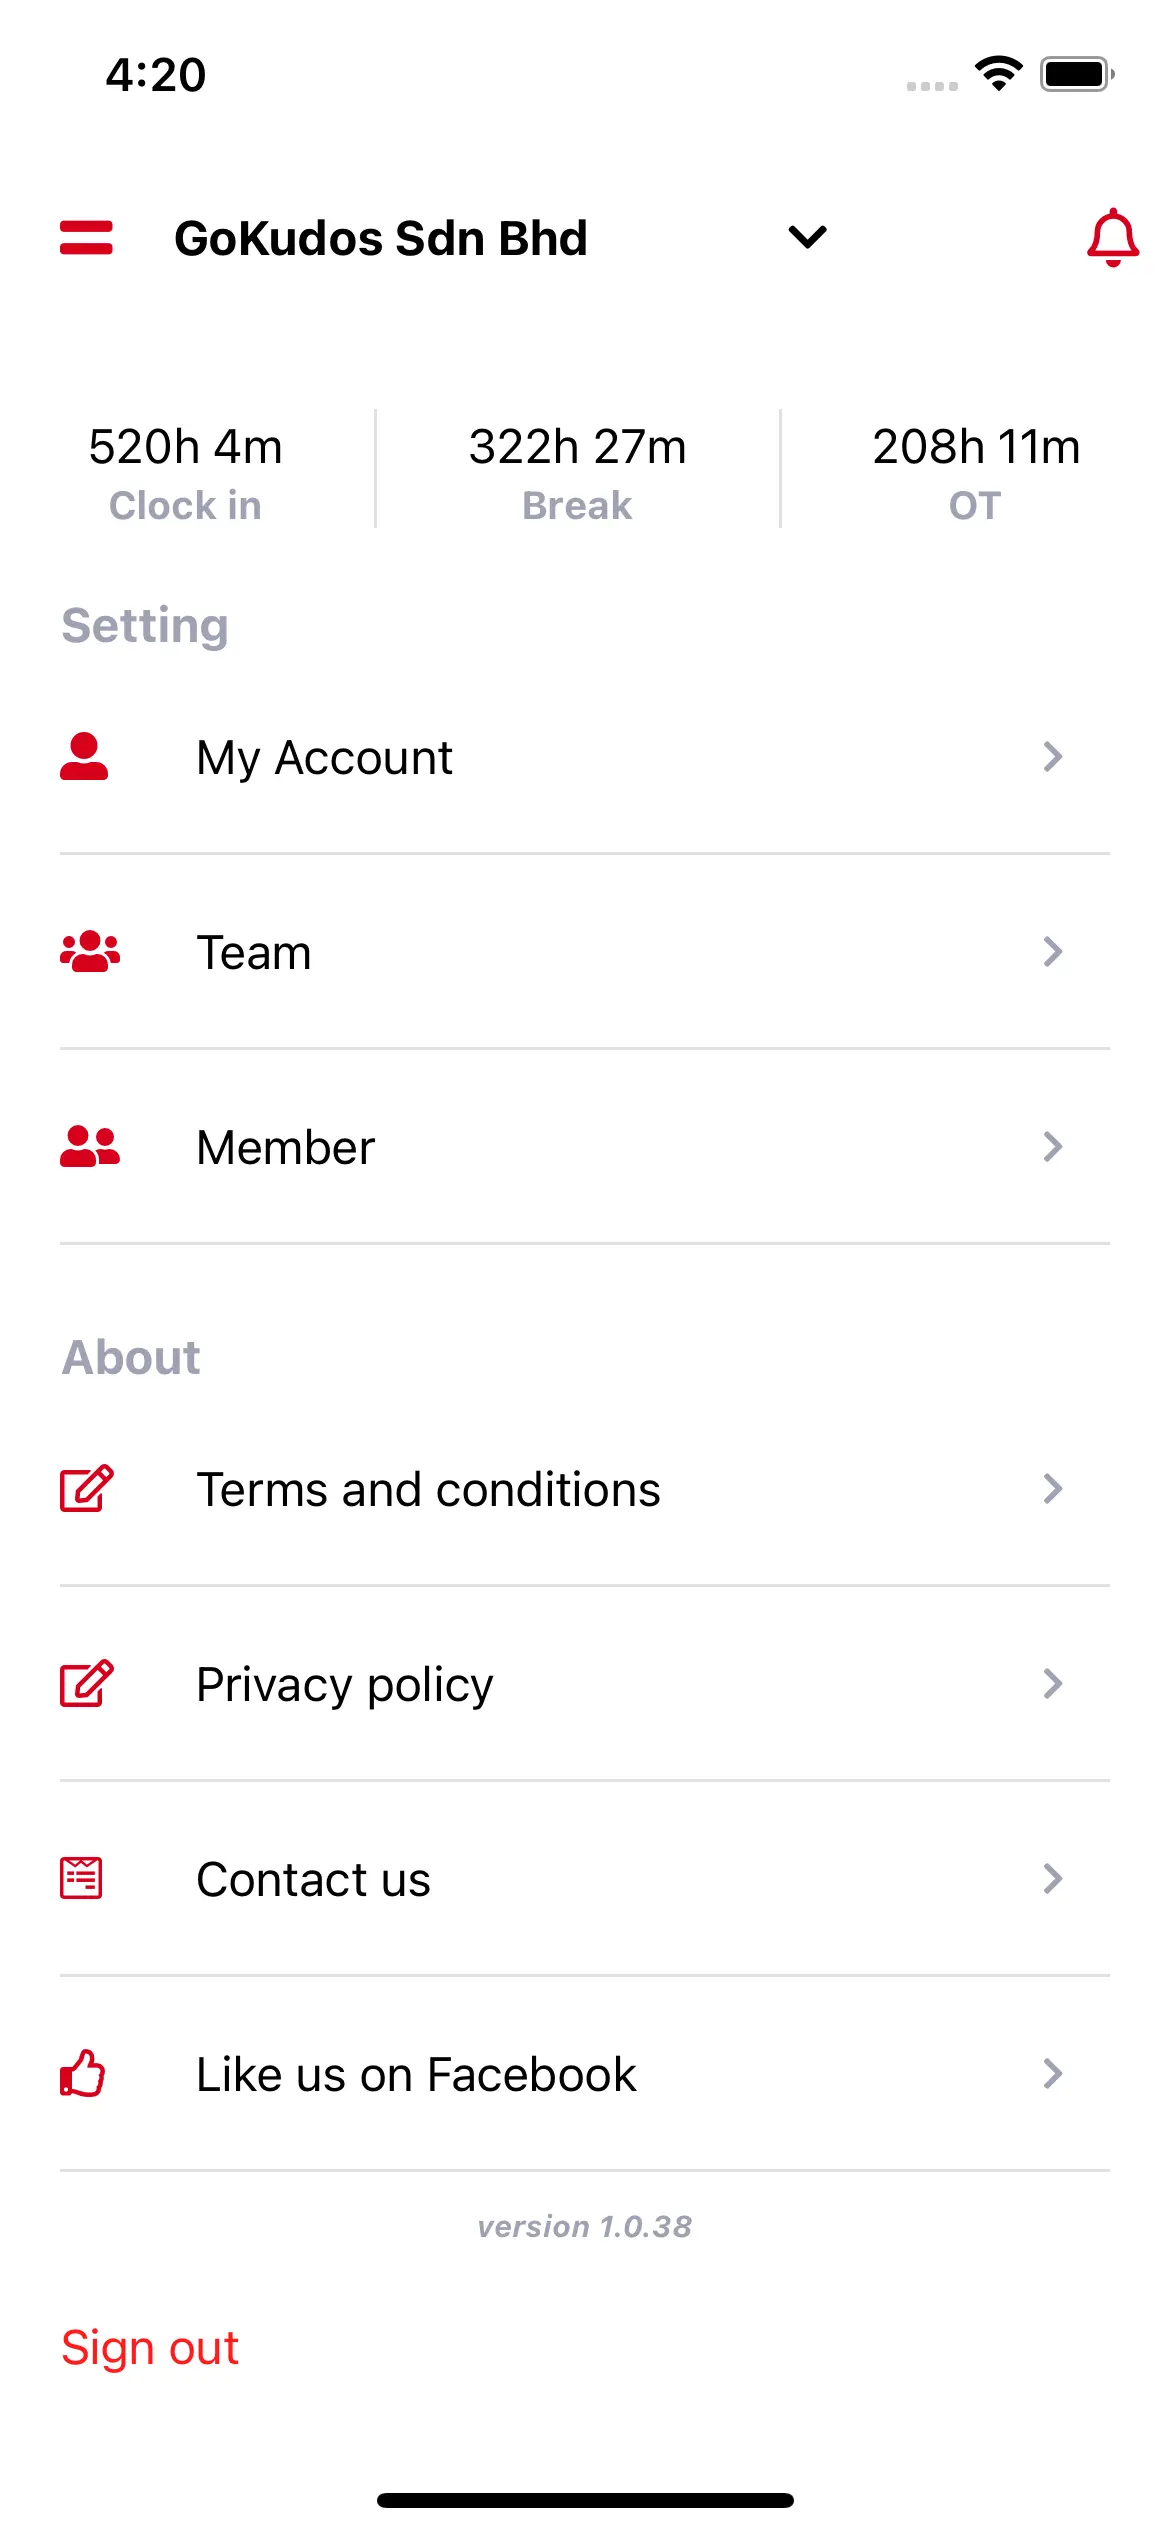 4:20
GoKudos Sdn Bhd
520h 4m
Clock in
322h 27m
Break
208h 11m
OT
Setting
My Account
Team
Member
About
Terms and conditions
Privacy policy
Contact us
Like us on Facebook
version 1.0.38
Sign out